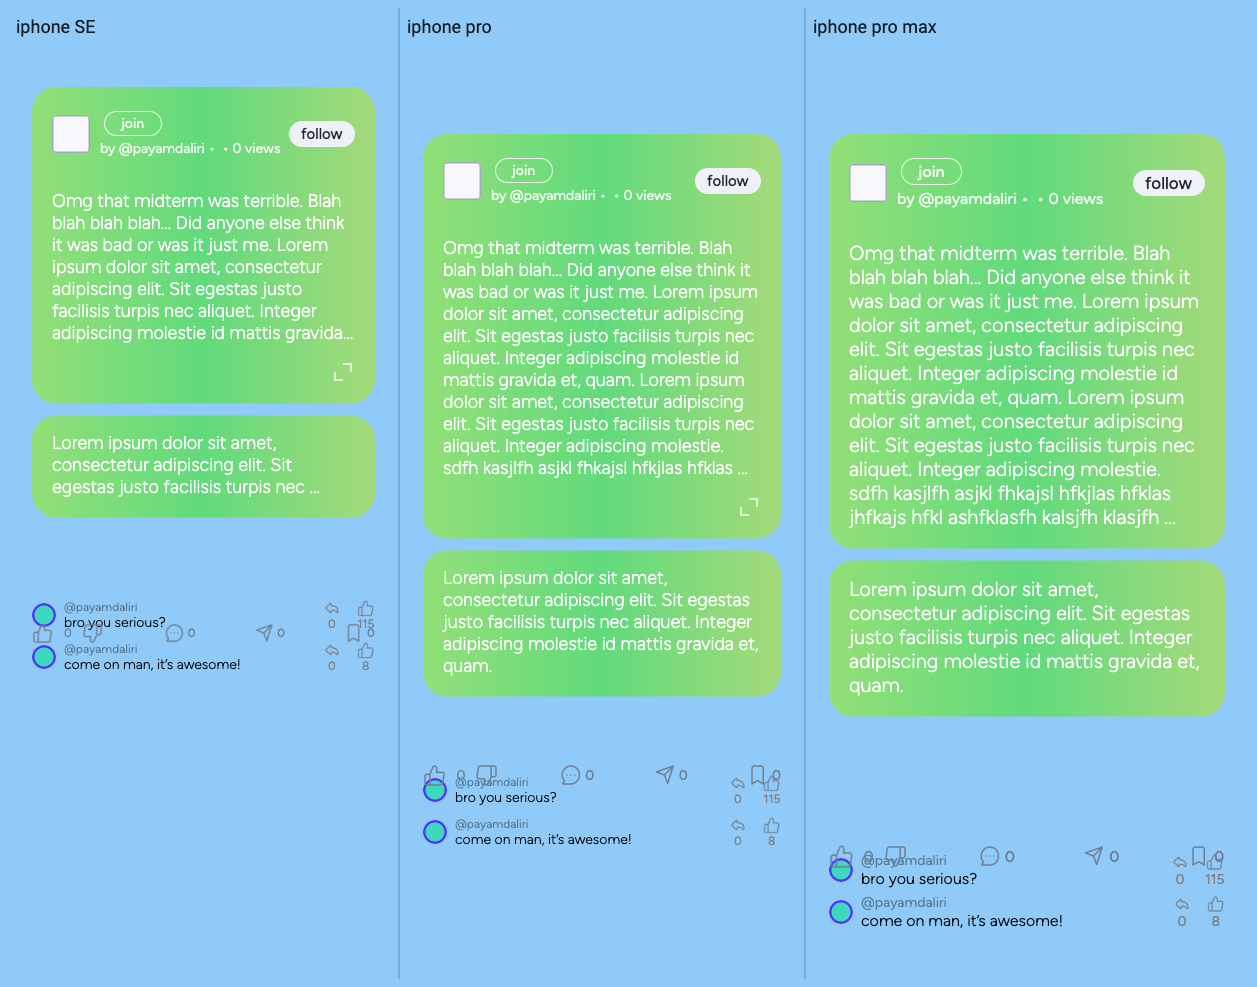 iphone SE
join
follow
by @payamdaliri • • 0 views
Omg that midterm was terrible. Blah
blah blah blah... Did anyone else think
it was bad or was it just me. Lorem
ipsum dolor sit amet, consectetur
adipiscing elit. Sit egestas justo
facilisis turpis nec aliquet. Integer
adipiscing molestie id mattis gravida...
Lorem ipsum dolor sit amet,
consectetur adipiscing elit. Sit
egestas justo facilisis turpis nec ...
@payamdaliri
bro you serious?
0 115
0 0 0 0
@payamdaliri
come on man, it's awesome!
0 8
iphone pro
join
follow
by @payamdaliri • • 0 views
Omg that midterm was terrible. Blah
blah blah blah... Did anyone else think it
was bad or was it just me. Lorem ipsum
dolor sit amet, consectetur adipiscing
elit. Sit egestas justo facilisis turpis nec
aliquet. Integer adipiscing molestie id
mattis gravida et, quam. Lorem ipsum
dolor sit amet, consectetur adipiscing
elit. Sit egestas justo facilisis turpis nec
aliquet. Integer adipiscing molestie.
sdfh kasjlfh asjkl fhkajsl hfkjlas hfklas ...
Lorem ipsum dolor sit amet,
consectetur adipiscing elit. Sit egestas
justo facilisis turpis nec aliquet. Integer
adipiscing molestie id mattis gravida et,
quam.
0 0 0 0
@payamdaliri
bro you serious?
0 115
@payamdaliri
come on man, it's awesome!
0 8
iphone pro max
join
follow
by @payamdaliri • • 0 views
Omg that midterm was terrible. Blah
blah blah blah... Did anyone else think it
was bad or was it just me. Lorem ipsum
dolor sit amet, consectetur adipiscing
elit. Sit egestas justo facilisis turpis nec
aliquet. Integer adipiscing molestie id
mattis gravida et, quam. Lorem ipsum
dolor sit amet, consectetur adipiscing
elit. Sit egestas justo facilisis turpis nec
aliquet. Integer adipiscing molestie.
sdfh kasjlfh asjkl fhkajsl hfkjlas hfklas
jhfkajs hfkl ashfklasfh kalsjfh klasjfh ...
Lorem ipsum dolor sit amet,
consectetur adipiscing elit. Sit egestas
justo facilisis turpis nec aliquet. Integer
adipiscing molestie id mattis gravida et,
quam.
0 0 0 0
@payamdaliri
bro you serious?
0 115
@payamdaliri
come on man, it's awesome!
0 8